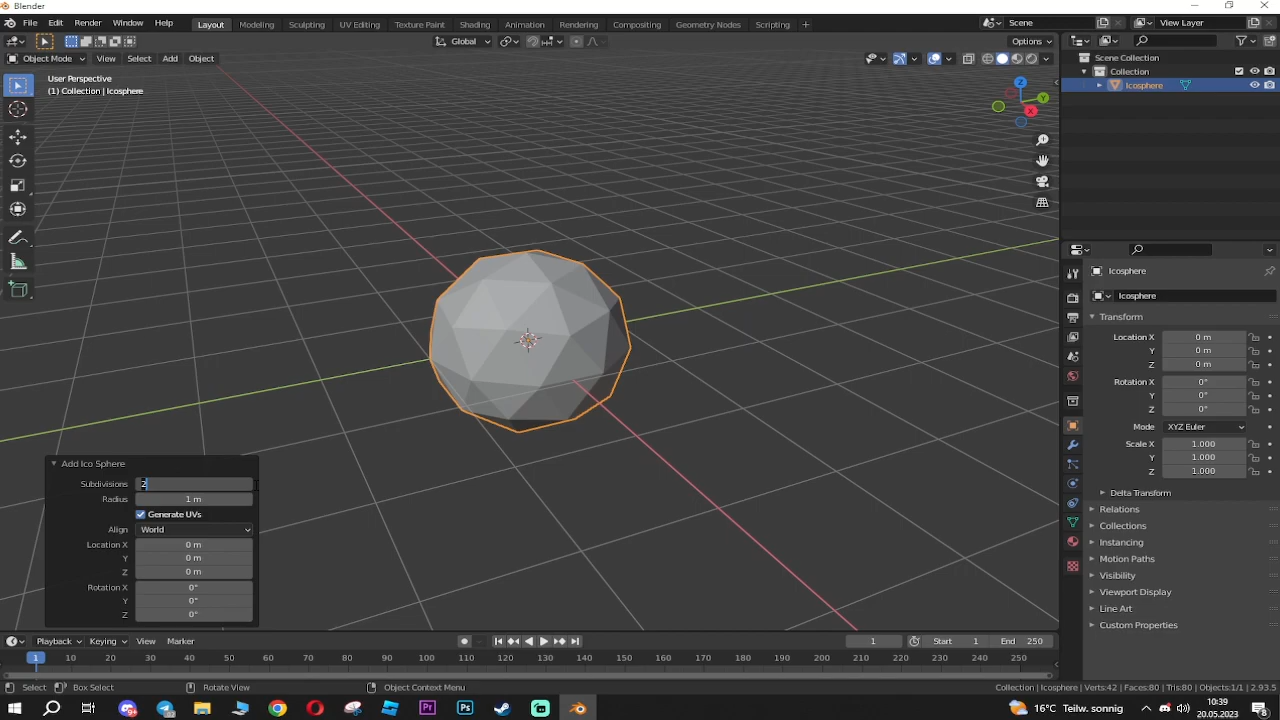 Blender
File Edit Render Window Help Layout Modeling Sculpting UV Editing Texture Paint Shading Animation Rendering Compositing Geometry Nodes Scripting + Scene View Layer
Global Options
Object Mode View Select Add Object
User Perspective
(1) Collection | Icosphere
Z
Y
X
Scene Collection
Collection
Icosphere
Icosphere
Icosphere
Transform
Location X 0 m
Y 0 m
Z 0 m
Rotation X 0°
Y 0°
Z 0°
Mode XYZ Euler
Scale X 1.000
Y 1.000
Z 1.000
Delta Transform
Relations
Collections
Instancing
Motion Paths
Visibility
Viewport Display
Line Art
Custom Properties
Add Ico Sphere
Subdivisions 2
Radius 1 m
Generate UVs
Align World
Location X 0 m
Y 0 m
Z 0 m
Rotation X 0°
Y 0°
Z 0°
Playback Keying View Marker 1 Start 1 End 250
1 10 20 30 40 50 60 70 80 90 100 110 120 130 140 150 160 170 180 190 200 210 220 230 240 250
Select Box Select Rotate View Object Context Menu Collection | Icosphere | Verts:42 | Faces:80 | Tris:80 | Objects:1/1 | 2.93.5
Pr Ps 16°C Teilw. sonnig 10:39
20.05.2023